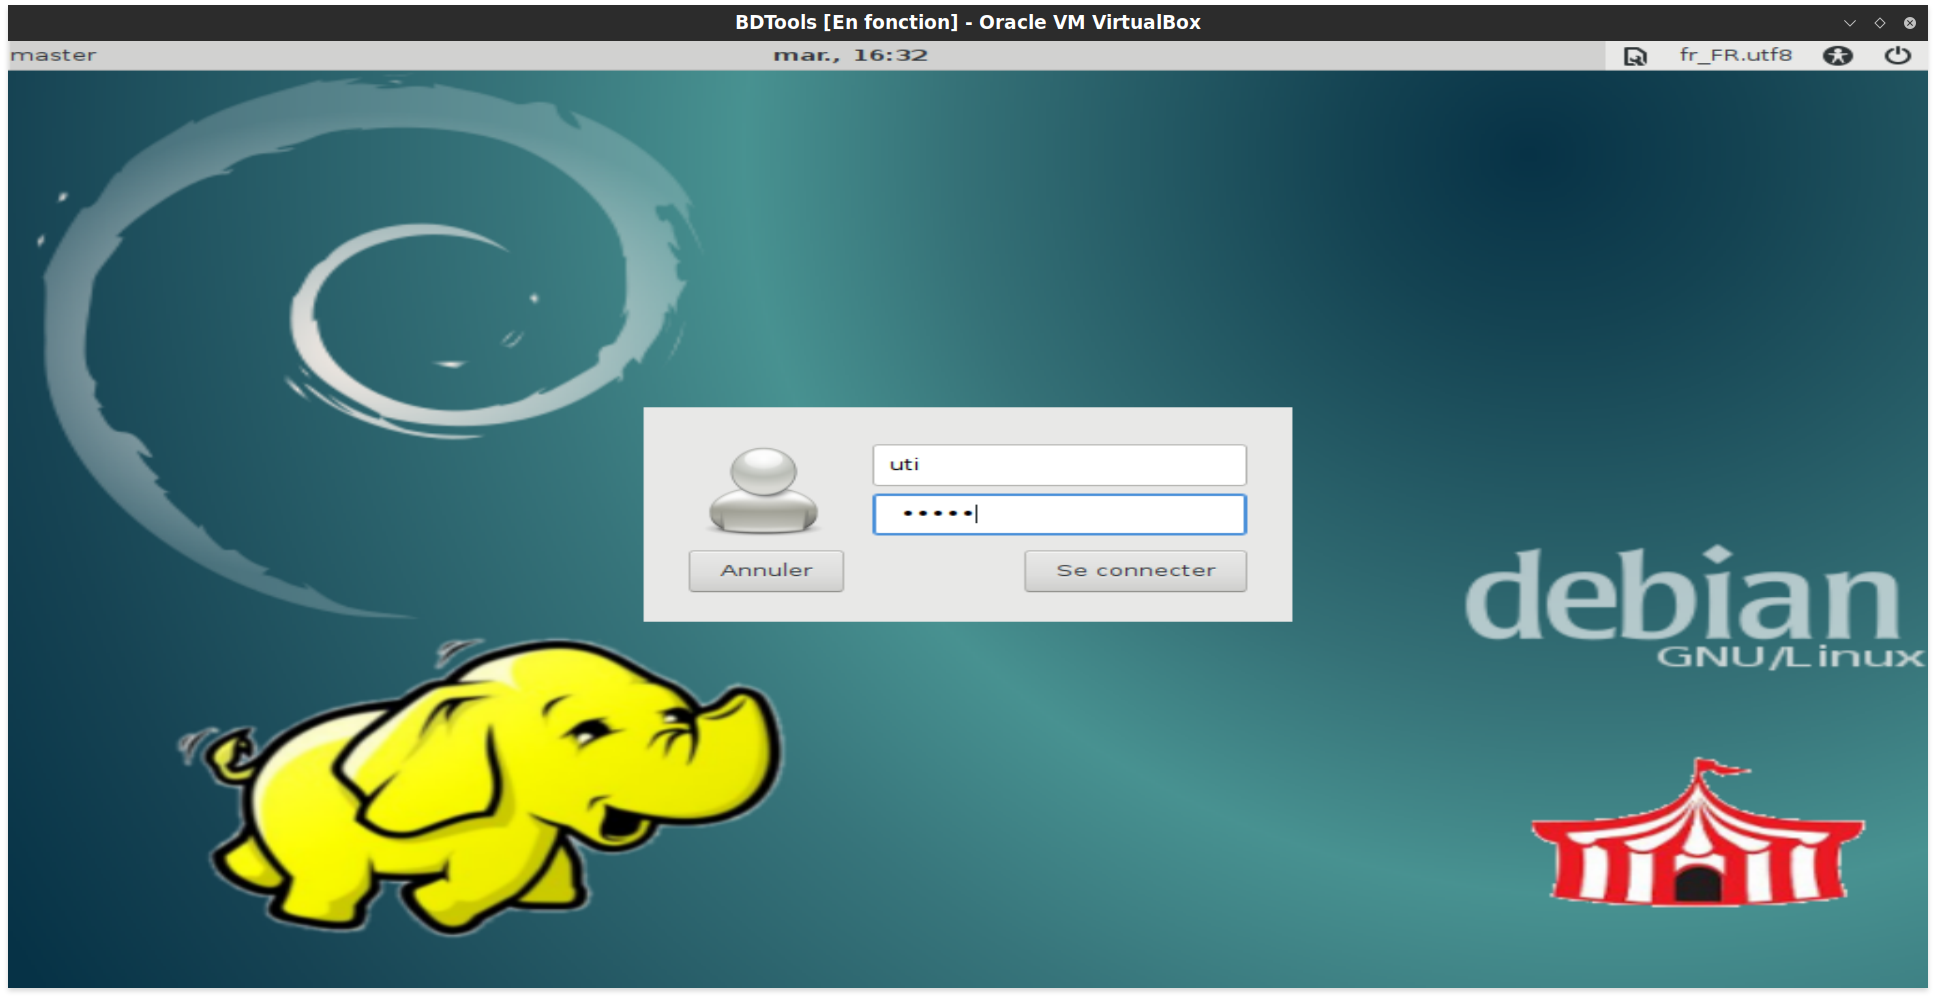 BDTools [En fonction] - Oracle VM VirtualBox
master mar., 16:32 fr_FR.utf8
uti
•••••
Annuler Se connecter
debian
GNU/Linux